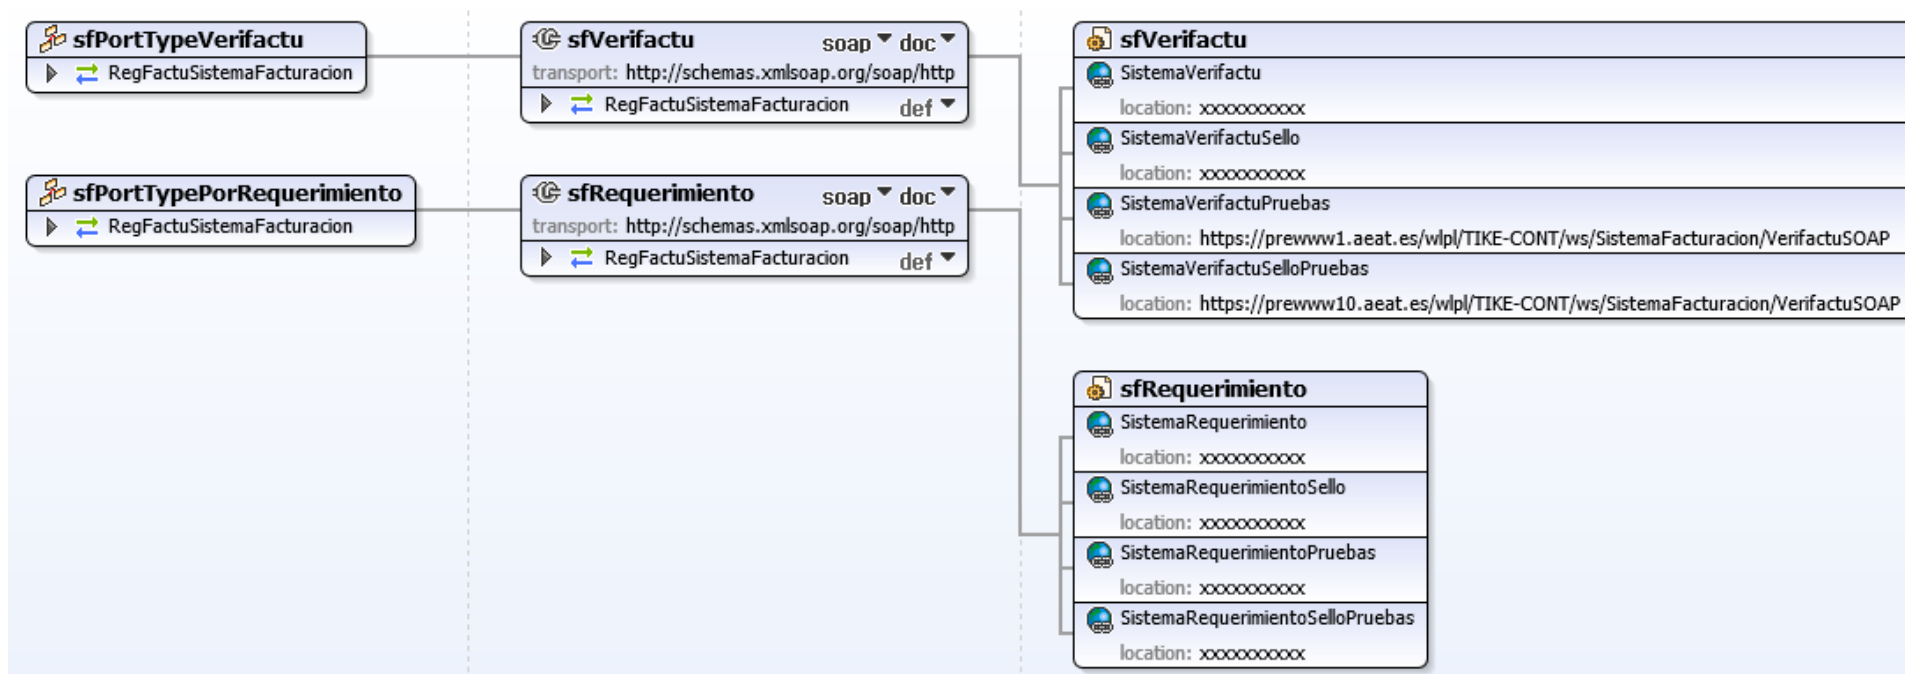 sfPortTypeVerifactu
RegFactuSistemaFacturacion
sfPortTypePorRequerimiento
RegFactuSistemaFacturacion
sfVerifactu soap doc
transport: http://schemas.xmlsoap.org/soap/http
RegFactuSistemaFacturacion def
sfRequerimiento soap doc
transport: http://schemas.xmlsoap.org/soap/http
RegFactuSistemaFacturacion def
sfVerifactu
SistemaVerifactu
location: xxxxxxxxxx
SistemaVerifactuSello
location: xxxxxxxxxx
SistemaVerifactuPruebas
location: https://prewww1.aeat.es/wlpl/TIKE-CONT/ws/SistemaFacturacion/VerifactuSOAP
SistemaVerifactuSelloPruebas
location: https://prewww10.aeat.es/wlpl/TIKE-CONT/ws/SistemaFacturacion/VerifactuSOAP
sfRequerimiento
SistemaRequerimiento
location: xxxxxxxxxx
SistemaRequerimientoSello
location: xxxxxxxxxx
SistemaRequerimientoPruebas
location: xxxxxxxxxx
SistemaRequerimientoSelloPruebas
location: xxxxxxxxxx